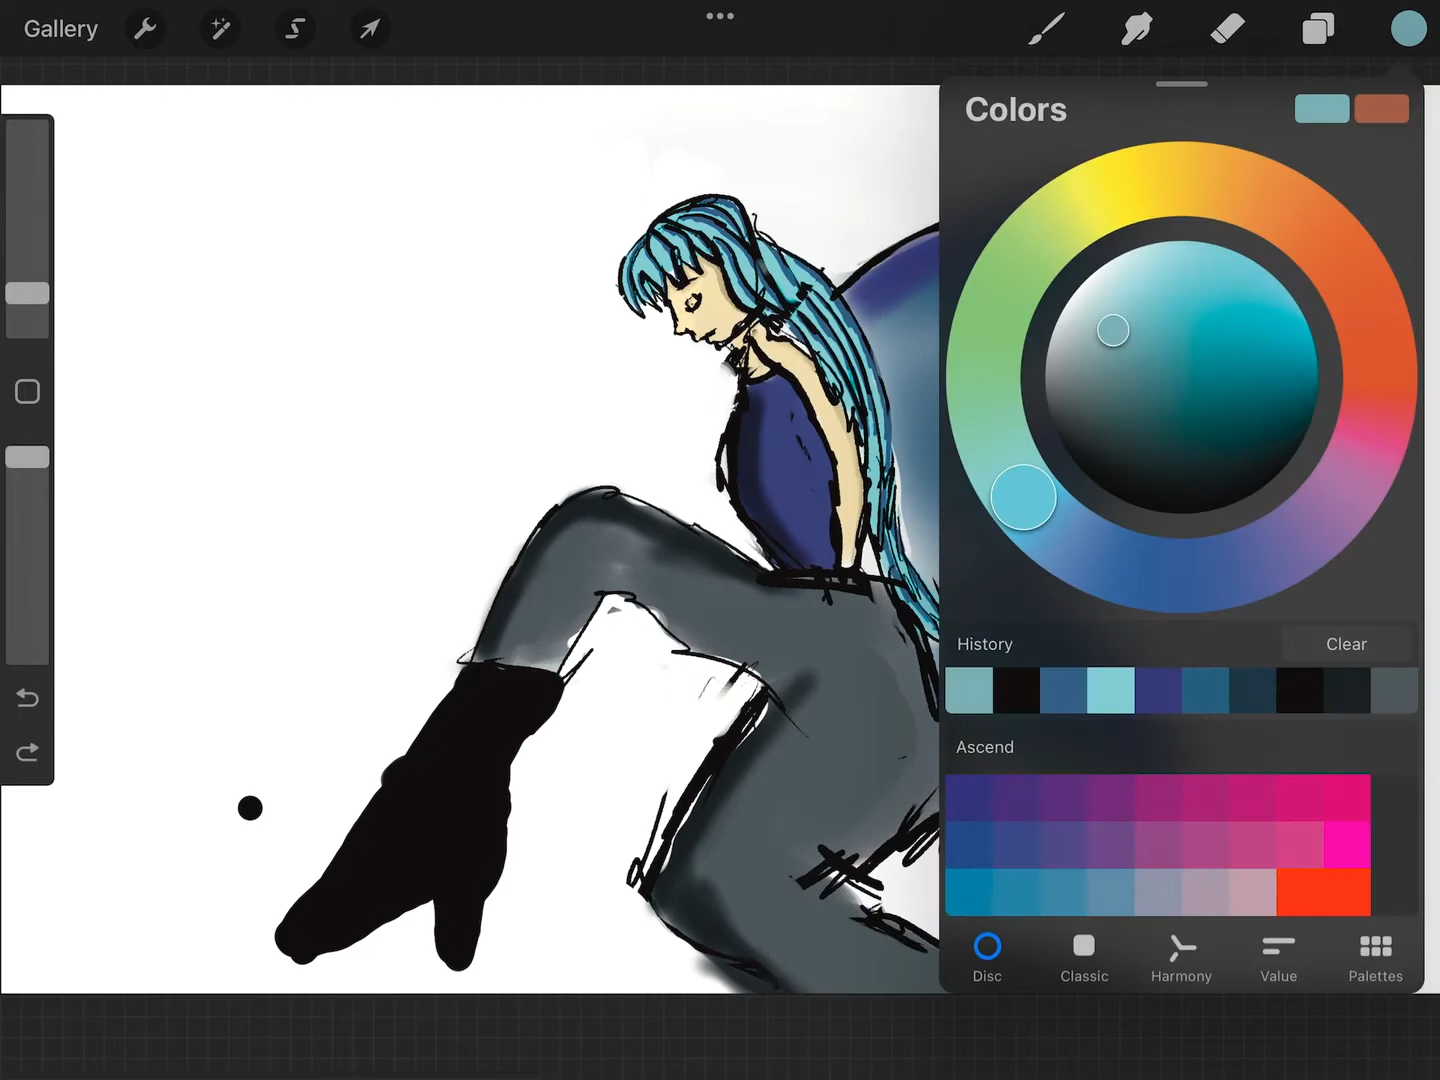 Gallery
Colors
History
Clear
Ascend
Disc
Classic
Harmony
Value
Palettes